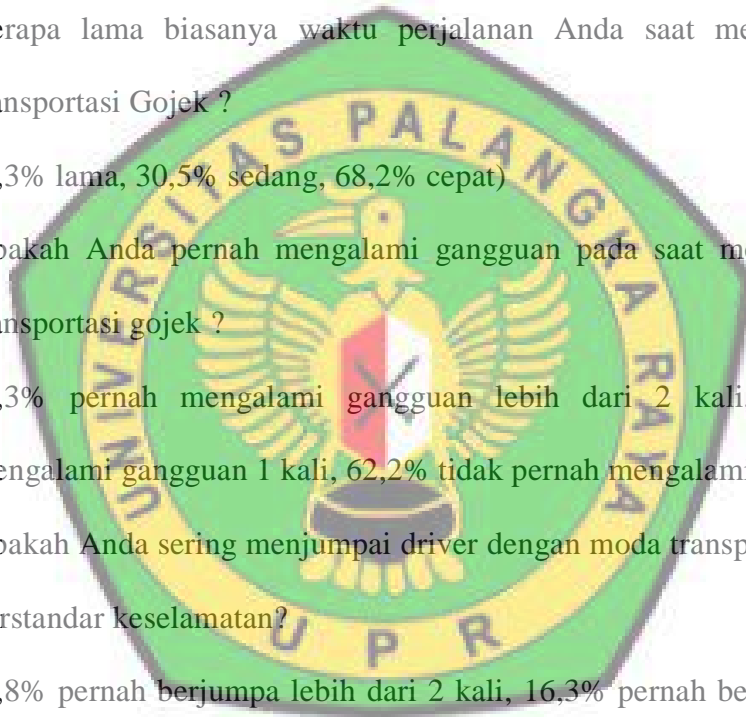 erapa lama biasanya waktu perjalanan Anda saat me
ansportasi Gojek ?
,3% lama, 30,5% sedang, 68,2% cepat)
pakah Anda pernah mengalami gangguan pada saat me
ansportasi gojek ?
,3% pernah mengalami gangguan lebih dari 2 kali,
engalami gangguan 1 kali, 62,2% tidak pernah mengalami
pakah Anda sering menjumpai driver dengan moda transp
erstandar keselamatan?
,8% pernah berjumpa lebih dari 2 kali, 16,3% pernah be
UNIVERSITAS PALANGKA RAYA
UPR